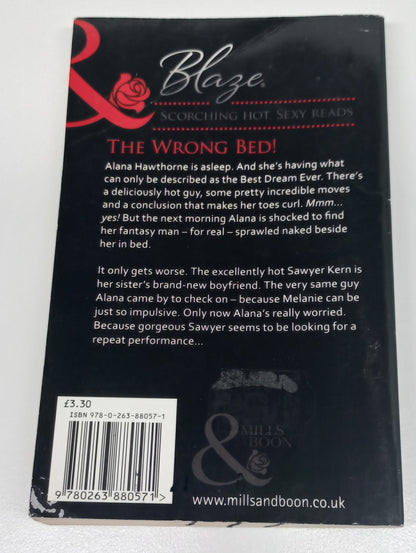 Blaze®
SCORCHING HOT, SEXY READS
THE WRONG BED!
Alana Hawthorne is asleep. And she's having what
can only be described as the Best Dream Ever. There's
a deliciously hot guy, some pretty incredible moves
and a conclusion that makes her toes curl. Mmm...
yes! But the next morning Alana is shocked to find
her fantasy man – for real – sprawled naked beside
her in bed.
It only gets worse. The excellently hot Sawyer Kern is
her sister's brand-new boyfriend. The very same guy
Alana came by to check on – because Melanie can be
just so impulsive. Only now Alana's really worried.
Because gorgeous Sawyer seems to be looking for a
repeat performance...
£3.30
ISBN 978-0-263-88057-1
9 780263 880571 >
MILLS
& BOON
&
www.millsandboon.co.uk